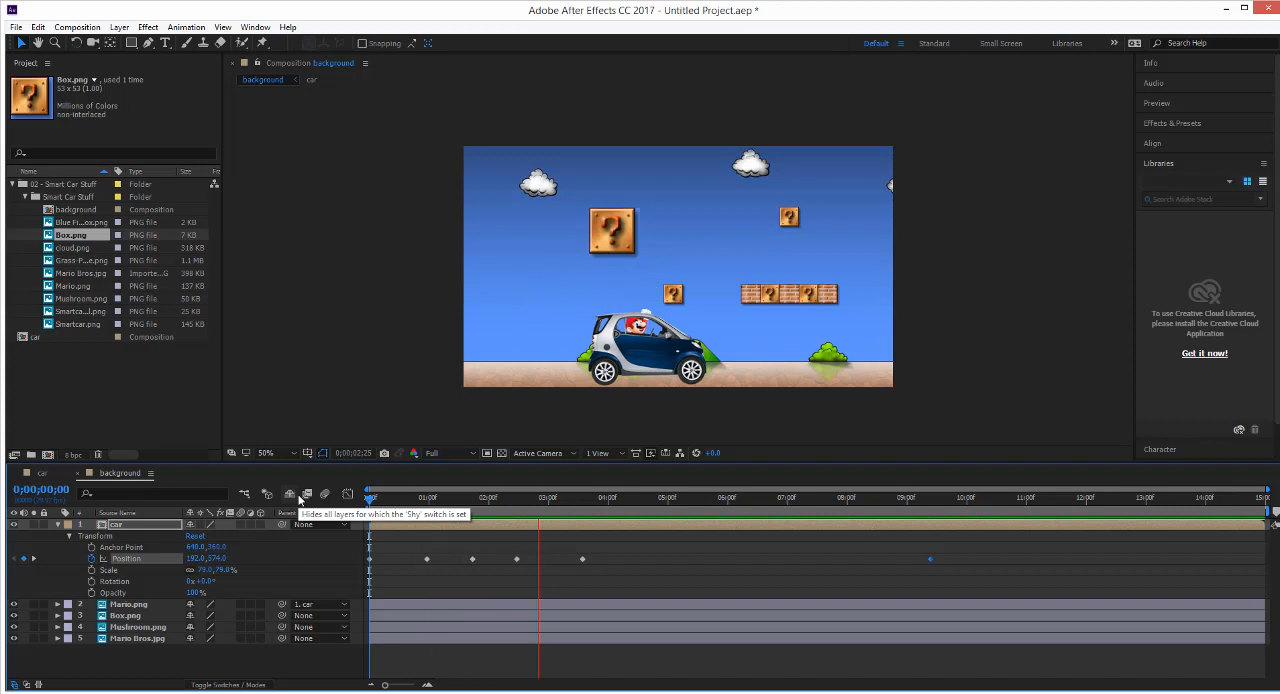 Adobe After Effects CC 2017 - Untitled Project.aep *
File Edit Composition Layer Effect Animation View Window Help
Snapping Default Standard Small Screen Libraries Search Help
Project
Box.png , used 1 time
53 x 53 (1.00)
Millions of Colors
non-interlaced
Composition background
background car
Name Type Size
02 - Smart Car Stuff Folder
Smart Car Stuff Folder
background Composition
Blue Fi...ox.png PNG file 2 KB
Box.png PNG file 7 KB
cloud.png PNG file 318 KB
Grass-P...e.png PNG file 1.1 MB
Mario Bros.jpg Importe...G 398 KB
Mario.png PNG file 137 KB
Mushroom.png PNG file 50 KB
Smartca...l.png PNG file 25 KB
Smartcar.png PNG file 145 KB
car Composition
8 bpc
50% 0;00;02;25 Full Active Camera 1 View +0.0
Info
Audio
Preview
Effects & Presets
Align
Libraries
Search Adobe Stock
To use Creative Cloud Libraries,
please install the Creative Cloud
Application
Get it now!
Character
car background
0;00;00;00
01:00f 02:00f 03:00f 04:00f 05:00f 06:00f 07:00f 08:00f 09:00f 10:00f 11:00f 12:00f 13:00f 14:00f
Hides all layers for which the 'Shy' switch is set
# Source Name Parent
1 car None
Transform Reset
Anchor Point 640.0,360.0
Position 192.0,574.0
Scale 79.0,79.0%
Rotation 0x+0.0°
Opacity 100%
2 Mario.png 1. car
3 Box.png None
4 Mushroom.png None
5 Mario Bros.jpg None
Toggle Switches / Modes